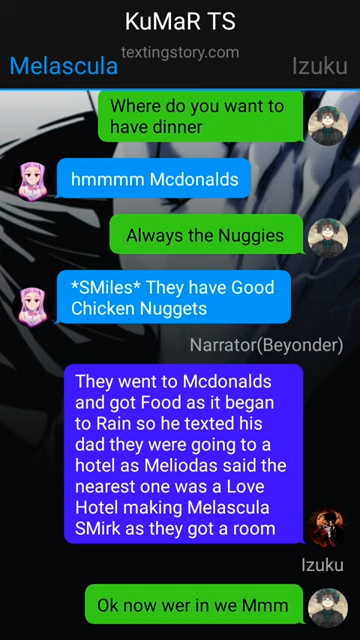 KuMaR TS
textingstory.com
Melascula
Izuku
Where do you want to
have dinner
hmmmm Mcdonalds
Always the Nuggies
*SMiles* They have Good
Chicken Nuggets
Narrator(Beyonder)
They went to Mcdonalds
and got Food as it began
to Rain so he texted his
dad they were going to a
hotel as Meliodas said the
nearest one was a Love
Hotel making Melascula
SMirk as they got a room
Izuku
Ok now wer in we Mmm